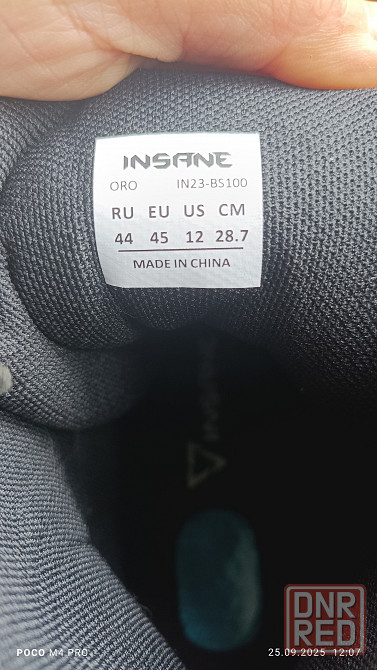 INSANE
ORO IN23-BS100
RU EU US CM
44 45 12 28.7
MADE IN CHINA
INSANE
POCO M4 PRO
25.09.2025 12:07
DNR
RED